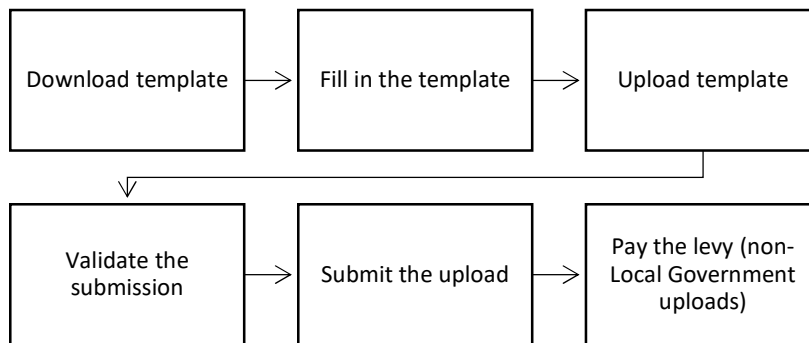 Download template
Fill in the template
Upload template
Validate the
submission
Submit the upload
Pay the levy (non-
Local Government
uploads)